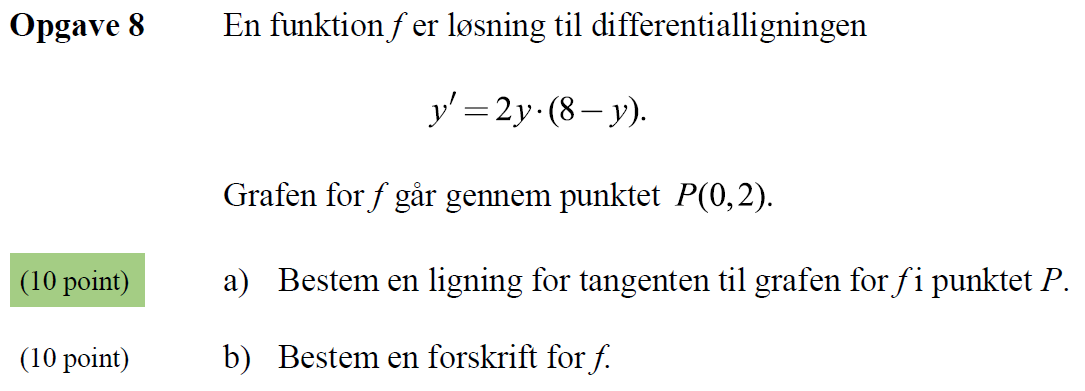 Opgave 8 En funktion f er løsning til differentialligningen
y′ = 2y·(8 − y).
Grafen for f går gennem punktet P(0,2).
(10 point) a) Bestem en ligning for tangenten til grafen for f i punktet P.
(10 point) b) Bestem en forskrift for f.